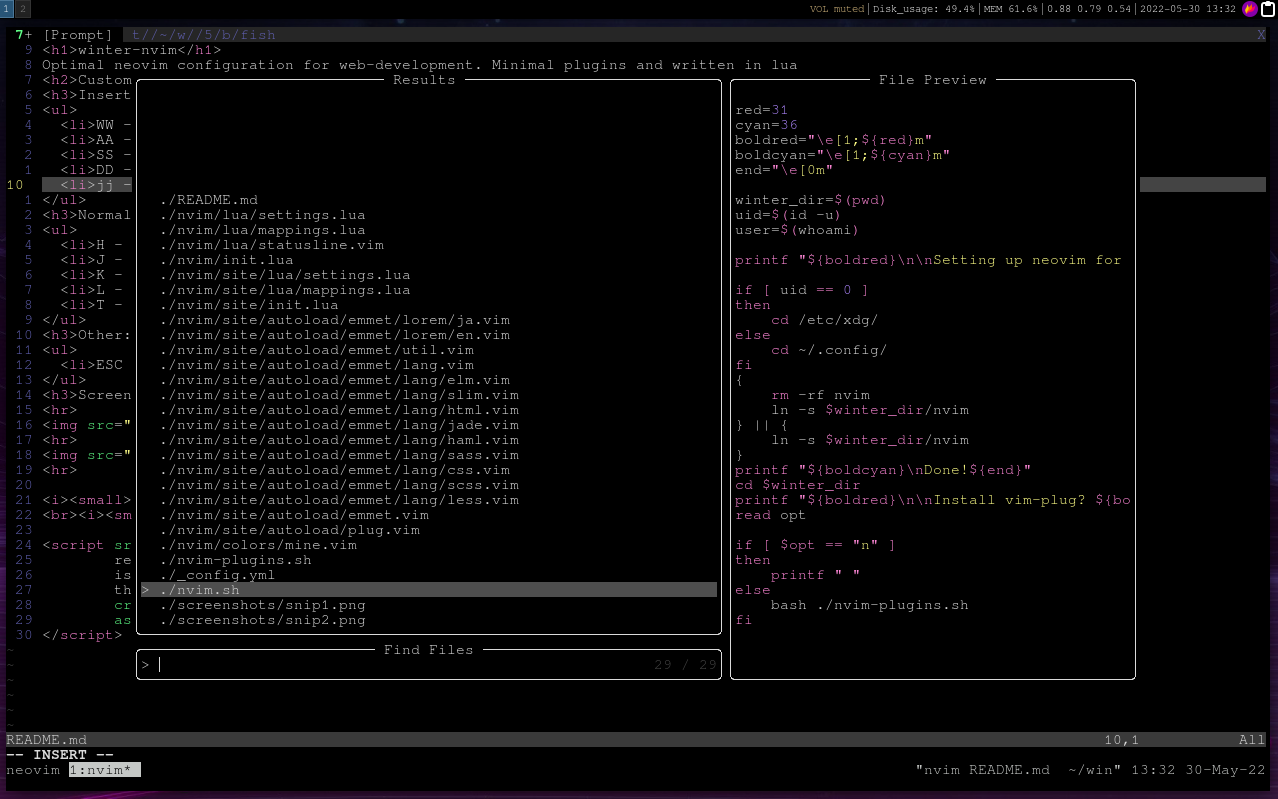 1 2 VOL muted|Disk_usage: 49.4%|MEM 61.6%|0.88 0.79 0.54|2022-05-30 13:32
7+ [Prompt] t//~/w//5/b/fish X
9 <h1>winter-nvim</h1>
8 Optimal neovim configuration for web-development. Minimal plugins and written in lua
7 <h2>Custom
6 <h3>Insert
5 <ul>
4 <li>WW -
3 <li>AA -
2 <li>SS -
1 <li>DD -
10 <li>jj -
1 </ul>
2 <h3>Normal
3 <ul>
4 <li>H -
5 <li>J -
6 <li>K -
7 <li>L -
8 <li>T -
9 </ul>
10 <h3>Other:
11 <ul>
12 <li>ESC
13 </ul>
14 <h3>Screen
15 <hr>
16 <img src="
17 <hr>
18 <img src="
19 <hr>
20
21 <i><small>
22 <br><i><sm
23
24 <script sr
25 re
26 is
27 th
28 cr
29 as
30 </script>
~
~
~
~
~
~
Results
./README.md
./nvim/lua/settings.lua
./nvim/lua/mappings.lua
./nvim/lua/statusline.vim
./nvim/init.lua
./nvim/site/lua/settings.lua
./nvim/site/lua/mappings.lua
./nvim/site/init.lua
./nvim/site/autoload/emmet/lorem/ja.vim
./nvim/site/autoload/emmet/lorem/en.vim
./nvim/site/autoload/emmet/util.vim
./nvim/site/autoload/emmet/lang.vim
./nvim/site/autoload/emmet/lang/elm.vim
./nvim/site/autoload/emmet/lang/slim.vim
./nvim/site/autoload/emmet/lang/html.vim
./nvim/site/autoload/emmet/lang/jade.vim
./nvim/site/autoload/emmet/lang/haml.vim
./nvim/site/autoload/emmet/lang/sass.vim
./nvim/site/autoload/emmet/lang/css.vim
./nvim/site/autoload/emmet/lang/scss.vim
./nvim/site/autoload/emmet/lang/less.vim
./nvim/site/autoload/emmet.vim
./nvim/site/autoload/plug.vim
./nvim/colors/mine.vim
./nvim-plugins.sh
./_config.yml
> ./nvim.sh
./screenshots/snip1.png
./screenshots/snip2.png
Find Files
> 29 / 29
File Preview
red=31
cyan=36
boldred="\e[1;${red}m"
boldcyan="\e[1;${cyan}m"
end="\e[0m"
winter_dir=$(pwd)
uid=$(id -u)
user=$(whoami)
printf "${boldred}\n\nSetting up neovim for
if [ uid == 0 ]
then
cd /etc/xdg/
else
cd ~/.config/
fi
{
rm -rf nvim
ln -s $winter_dir/nvim
} || {
ln -s $winter_dir/nvim
}
printf "${boldcyan}\nDone!${end}"
cd $winter_dir
printf "${boldred}\n\nInstall vim-plug? ${bo
read opt
if [ $opt == "n" ]
then
printf " "
else
bash ./nvim-plugins.sh
fi
README.md 10,1 All
-- INSERT --
neovim 1:nvim* "nvim README.md ~/win" 13:32 30-May-22